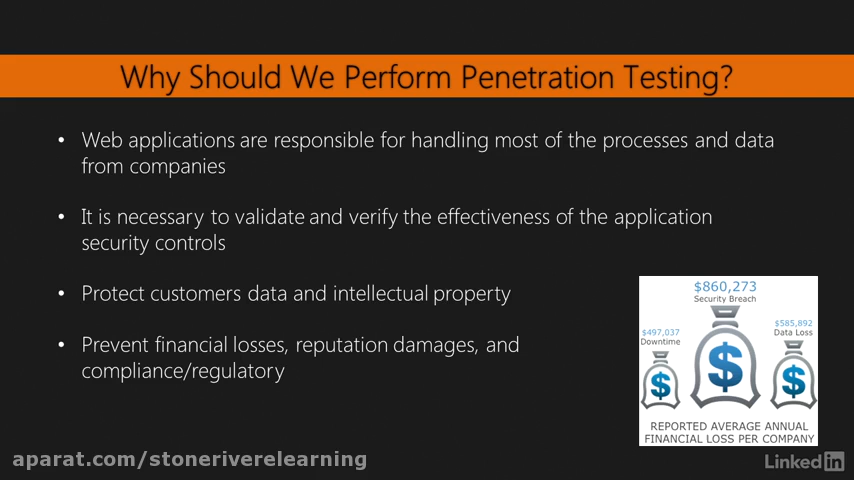 Why Should We Perform Penetration Testing?
• Web applications are responsible for handling most of the processes and data
from companies
• It is necessary to validate and verify the effectiveness of the application
security controls
• Protect customers data and intellectual property
• Prevent financial losses, reputation damages, and
compliance/regulatory
$860,273
Security Breach
$497,037
Downtime
$585,892
Data Loss
$ $ $
REPORTED AVERAGE ANNUAL
FINANCIAL LOSS PER COMPANY
aparat.com/stoneriverelearning
LinkedIn